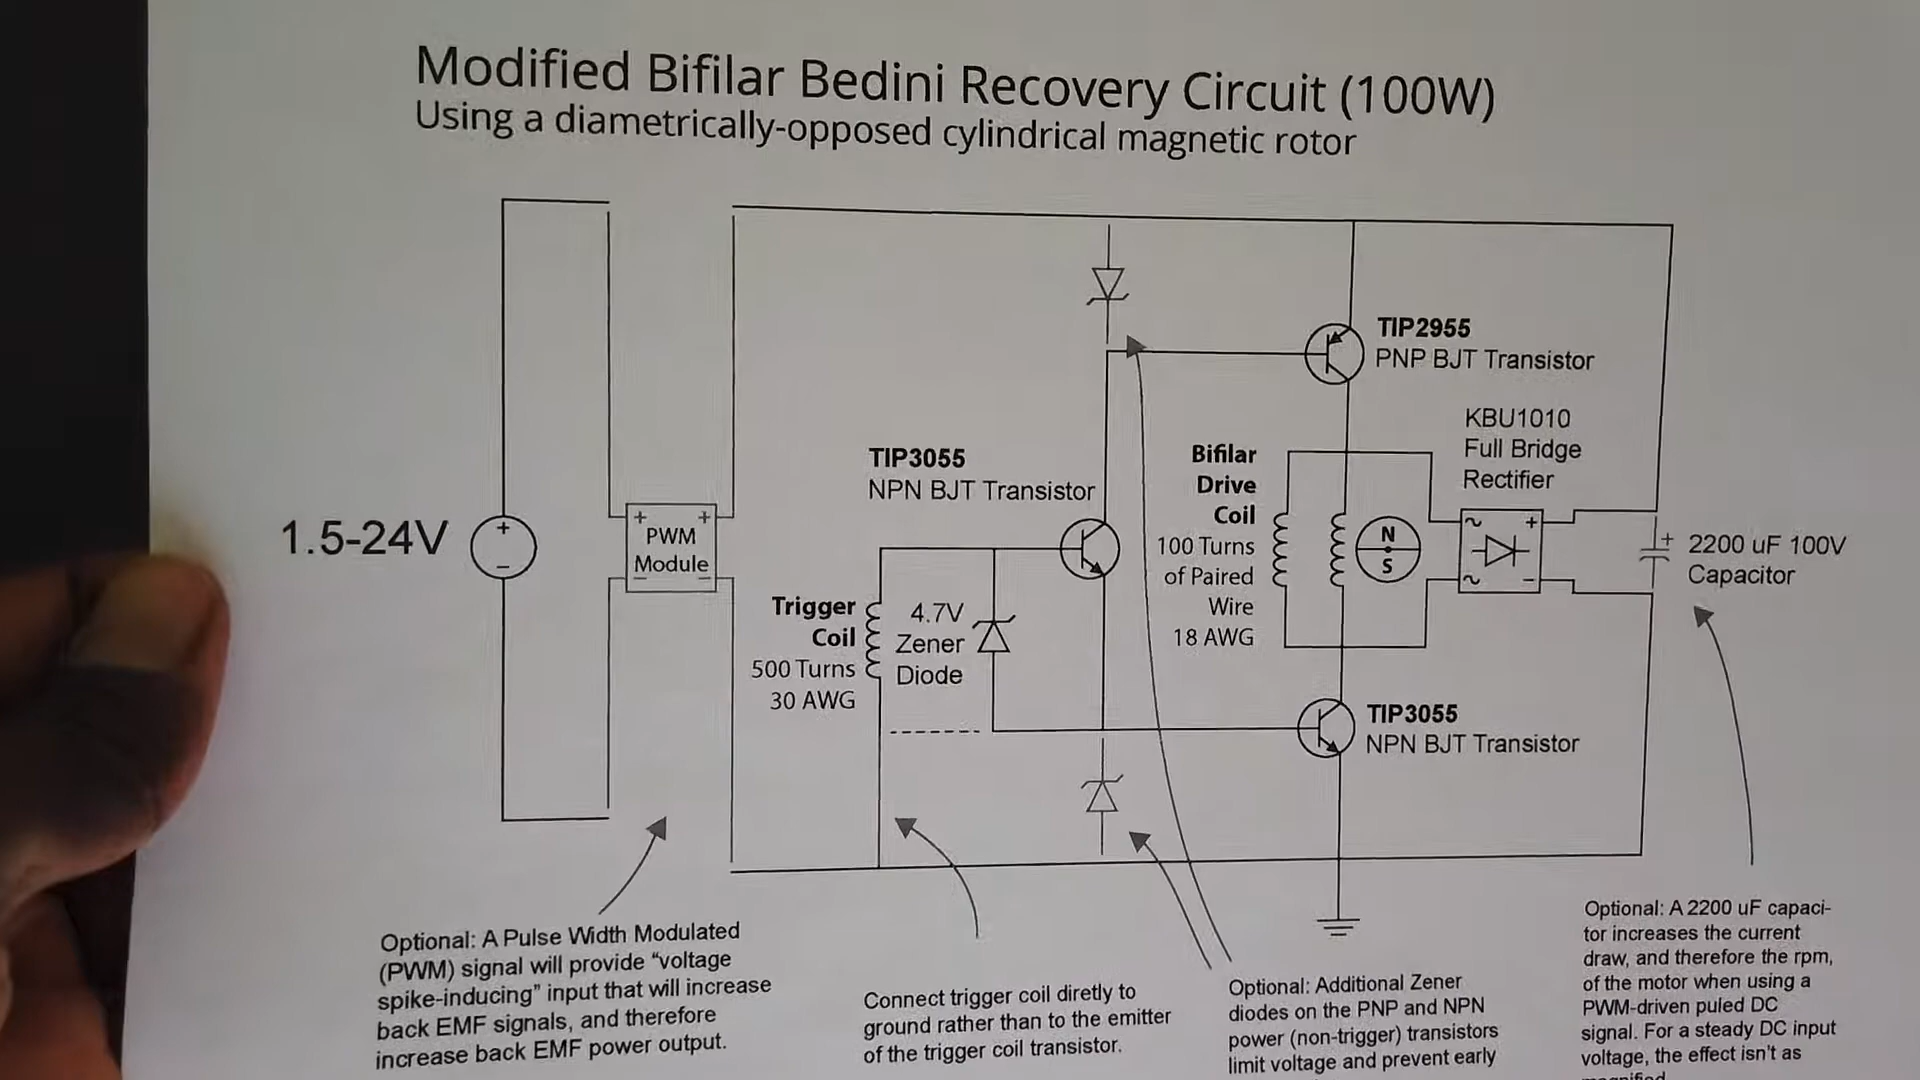 Modified Bifilar Bedini Recovery Circuit (100W)
Using a diametrically-opposed cylindrical magnetic rotor
TIP2955
PNP BJT Transistor
KBU1010
Full Bridge
Rectifier
TIP3055
NPN BJT Transistor
Bifilar
Drive
Coil
100 Turns
of Paired
Wire
18 AWG
1.5-24V
+
−
+ +
PWM
Module
− −
N
S
~ +
~ −
+
2200 uF 100V
Capacitor
Trigger
Coil
500 Turns
30 AWG
4.7V
Zener
Diode
TIP3055
NPN BJT Transistor
Optional: A Pulse Width Modulated
(PWM) signal will provide “voltage
spike-inducing” input that will increase
back EMF signals, and therefore
increase back EMF power output.
Connect trigger coil diretly to
ground rather than to the emitter
of the trigger coil transistor.
Optional: Additional Zener
diodes on the PNP and NPN
power (non-trigger) transistors
limit voltage and prevent early
Optional: A 2200 uF capaci-
tor increases the current
draw, and therefore the rpm,
of the motor when using a
PWM-driven puled DC
signal. For a steady DC input
voltage, the effect isn't as